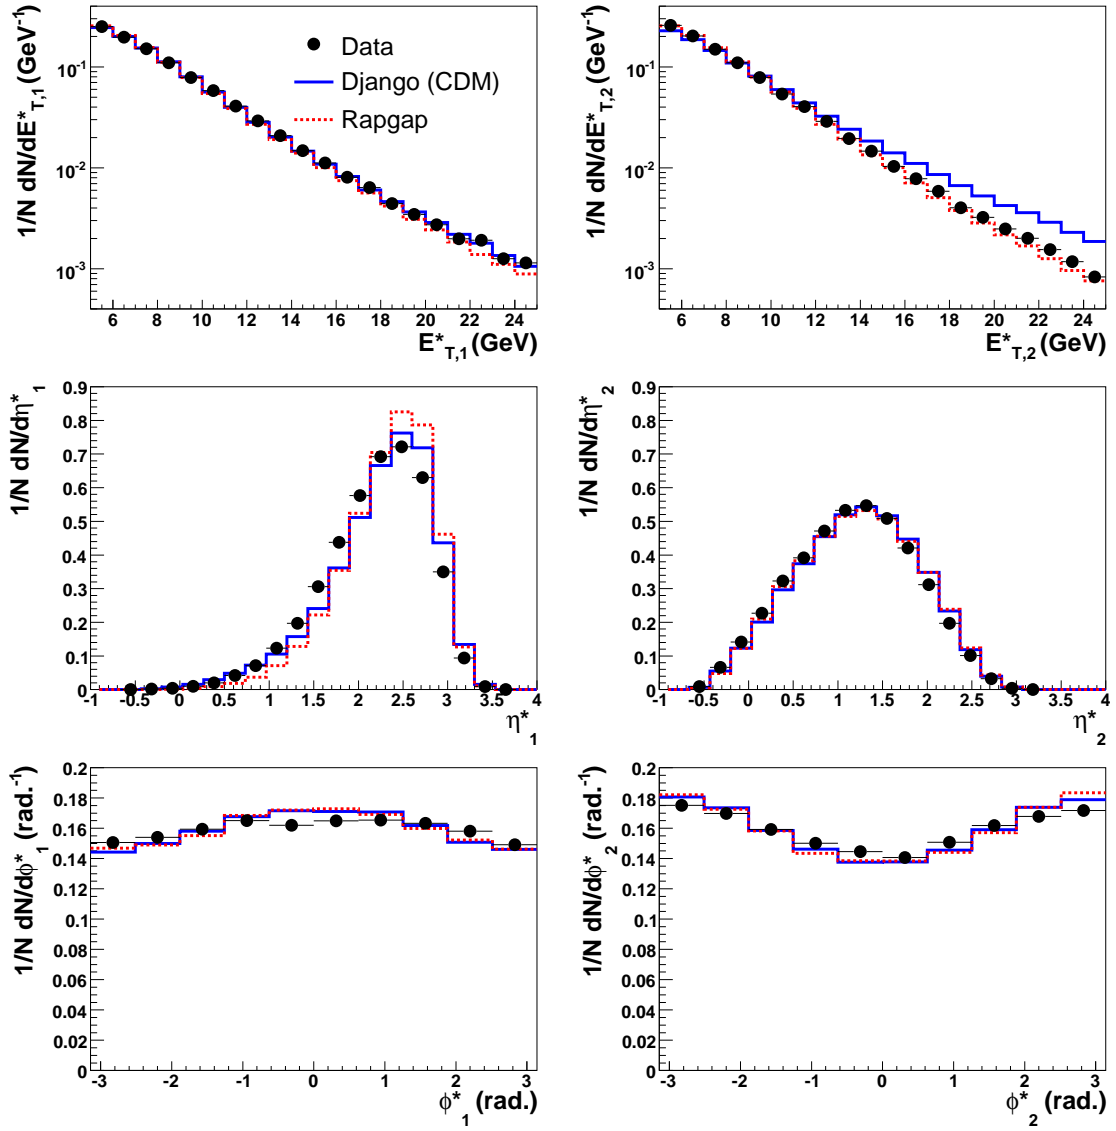 1/N dN/dE*T,1 (GeV-1)
10-1
10-2
10-3
Data
Django (CDM)
Rapgap
6 8 10 12 14 16 18 20 22 24
E*T,1 (GeV)
1/N dN/dE*T,2 (GeV-1)
10-1
10-2
10-3
6 8 10 12 14 16 18 20 22 24
E*T,2 (GeV)
1/N dN/dη*1
0.9
0.8
0.7
0.6
0.5
0.4
0.3
0.2
0.1
0
-1 -0.5 0 0.5 1 1.5 2 2.5 3 3.5 4
η*1
1/N dN/dη*2
0.9
0.8
0.7
0.6
0.5
0.4
0.3
0.2
0.1
0
-1 -0.5 0 0.5 1 1.5 2 2.5 3 3.5 4
η*2
1/N dN/dϕ*1 (rad.-1)
0.2
0.18
0.16
0.14
0.12
0.1
0.08
0.06
0.04
0.02
0
-3 -2 -1 0 1 2 3
ϕ*1 (rad.)
1/N dN/dϕ*2 (rad.-1)
0.2
0.18
0.16
0.14
0.12
0.1
0.08
0.06
0.04
0.02
0
-3 -2 -1 0 1 2 3
ϕ*2 (rad.)